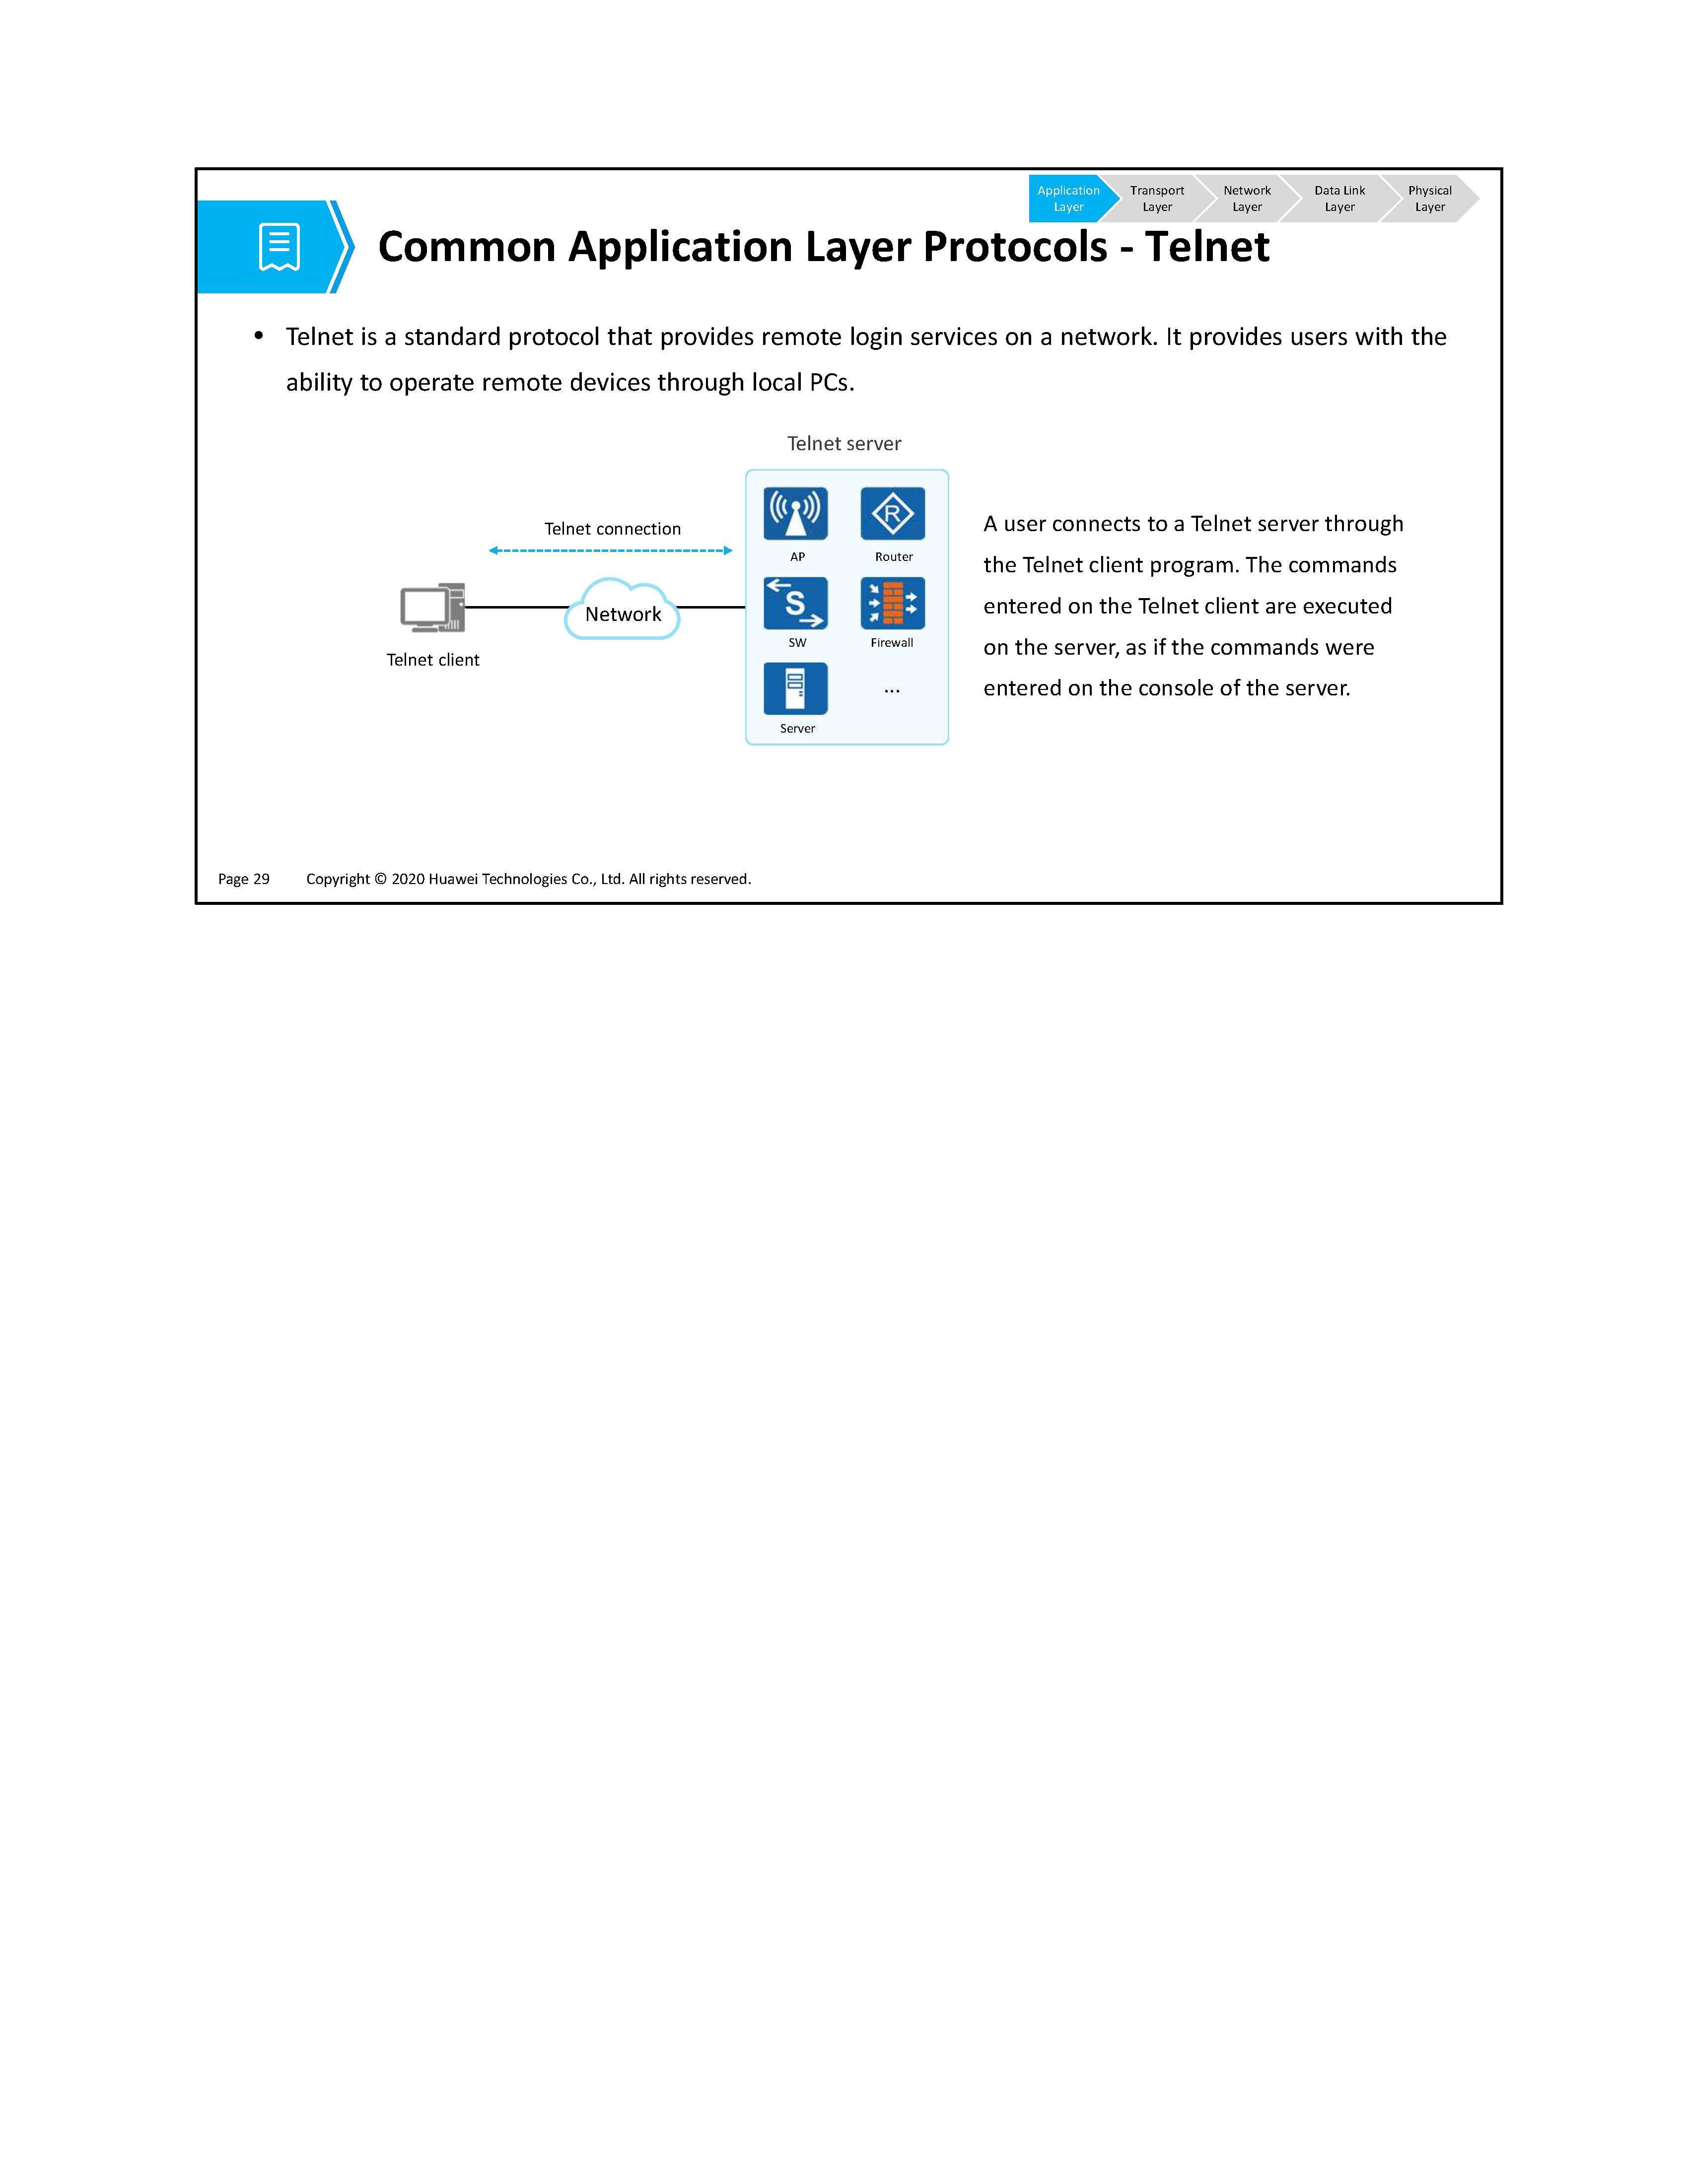 Application Layer
Transport Layer
Network Layer
Data Link Layer
Physical Layer
Common Application Layer Protocols - Telnet
• Telnet is a standard protocol that provides remote login services on a network. It provides users with the
ability to operate remote devices through local PCs.
Telnet server
Telnet connection
AP
Router
R
Network
S
SW
Firewall
Telnet client
...
Server
A user connects to a Telnet server through
the Telnet client program. The commands
entered on the Telnet client are executed
on the server, as if the commands were
entered on the console of the server.
Page 29 Copyright © 2020 Huawei Technologies Co., Ltd. All rights reserved.